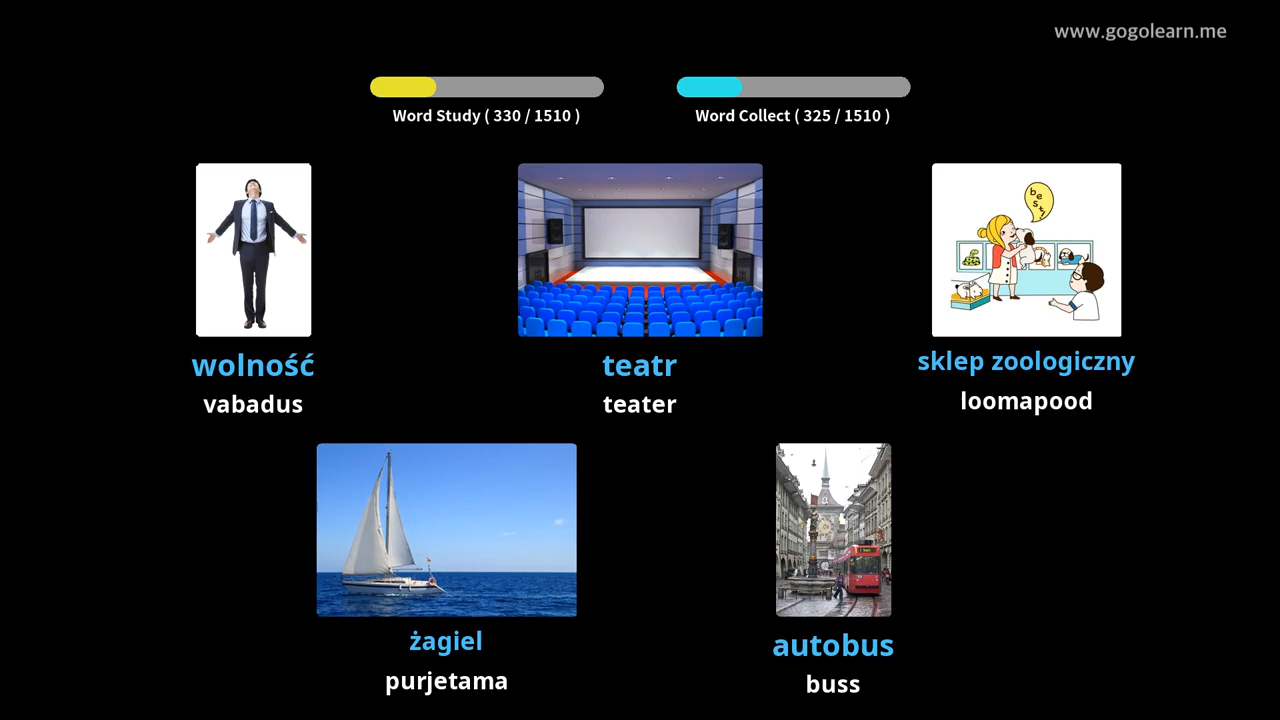 www.gogolearn.me
Word Study ( 330 / 1510 )
Word Collect ( 325 / 1510 )
best!
wolność
vabadus
teatr
teater
sklep zoologiczny
loomapood
żagiel
purjetama
autobus
buss